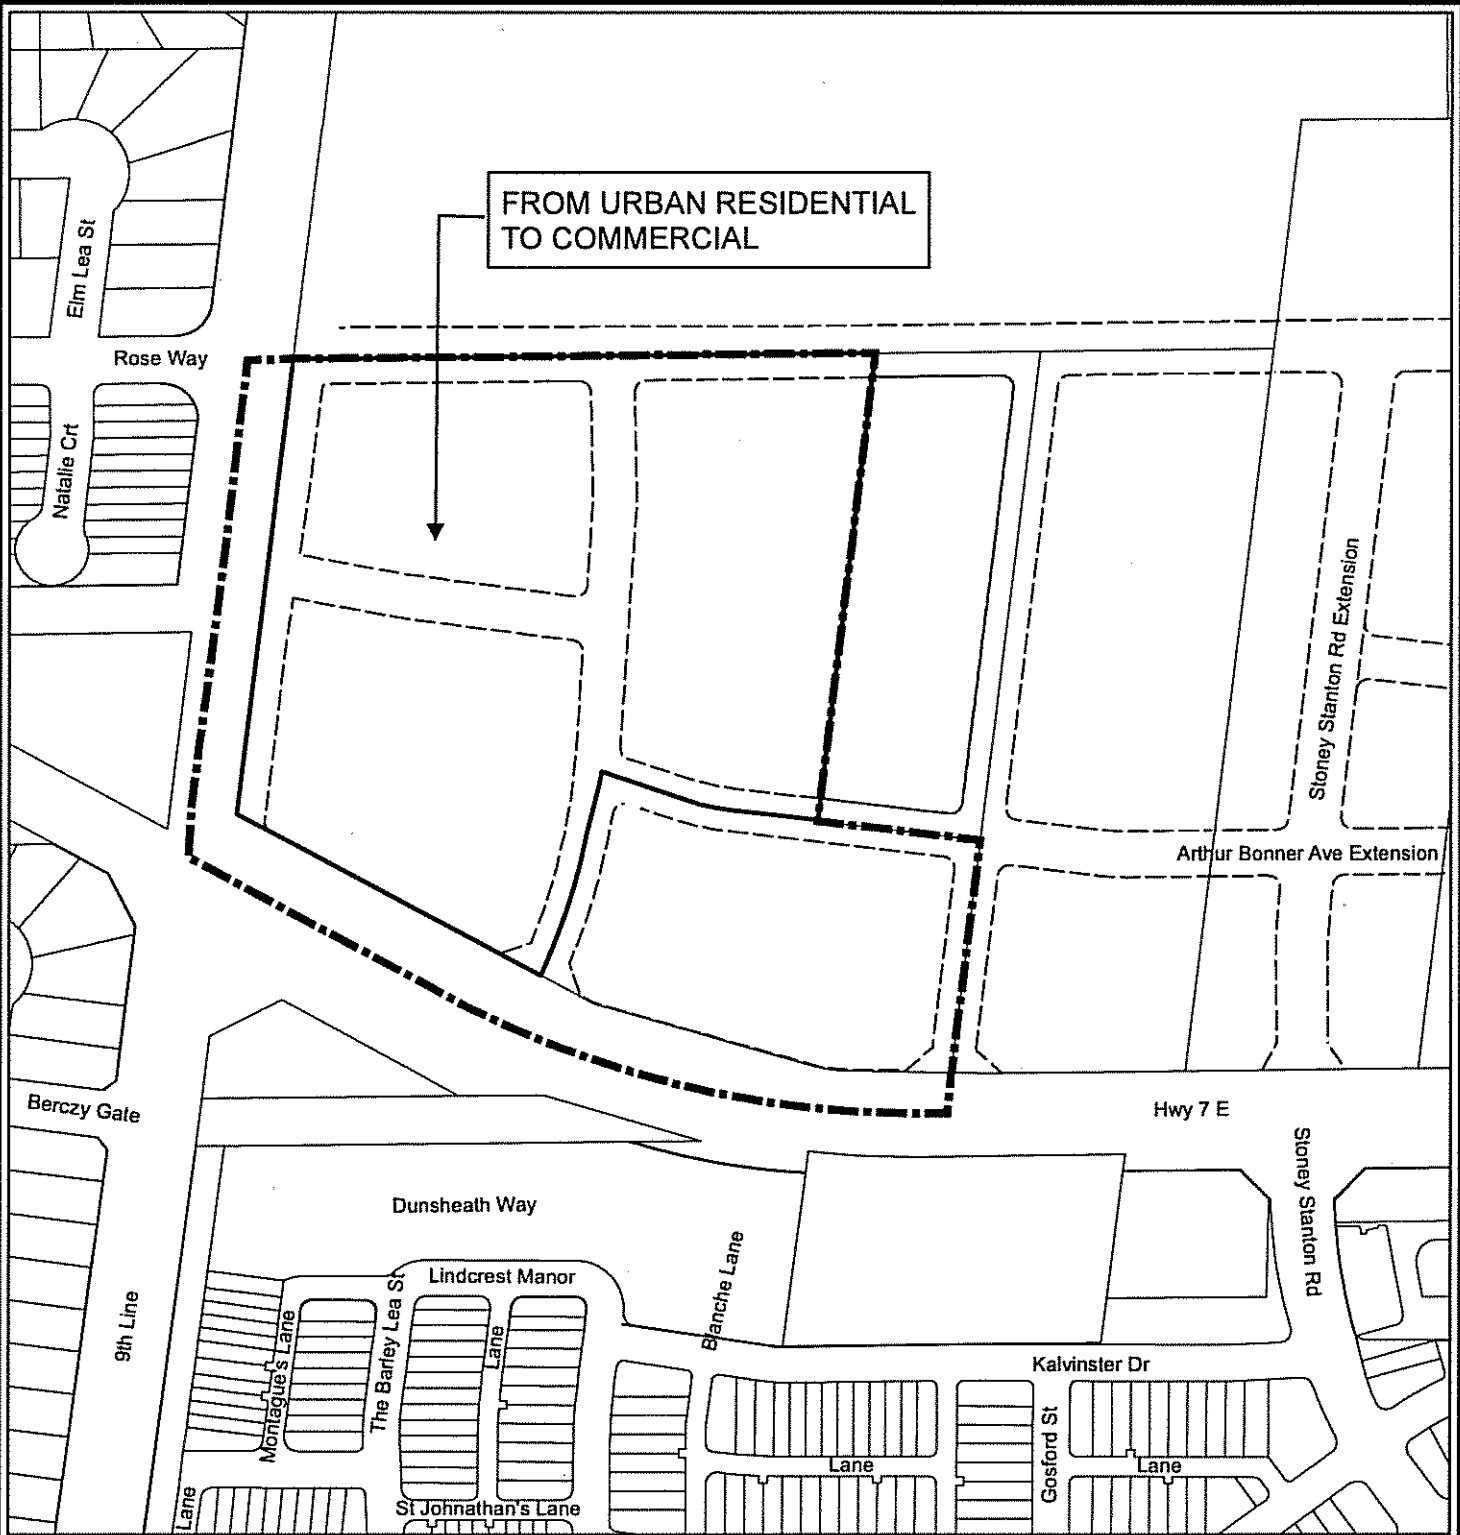 FROM URBAN RESIDENTIAL
TO COMMERCIAL
Elm Lea St
Rose Way
Natalie Crt
Stoney Stanton Rd Extension
Arthur Bonner Ave Extension
Berczy Gate
Hwy 7 E
Stoney Stanton Rd
Dunsheath Way
Blanche Lane
Lindcrest Manor
9th Line
Montague's Lane
The Barley Lea St
Lane
Kalvinster Dr
Gosford St
Lane
Lane
Lane
St Johnathan's Lane